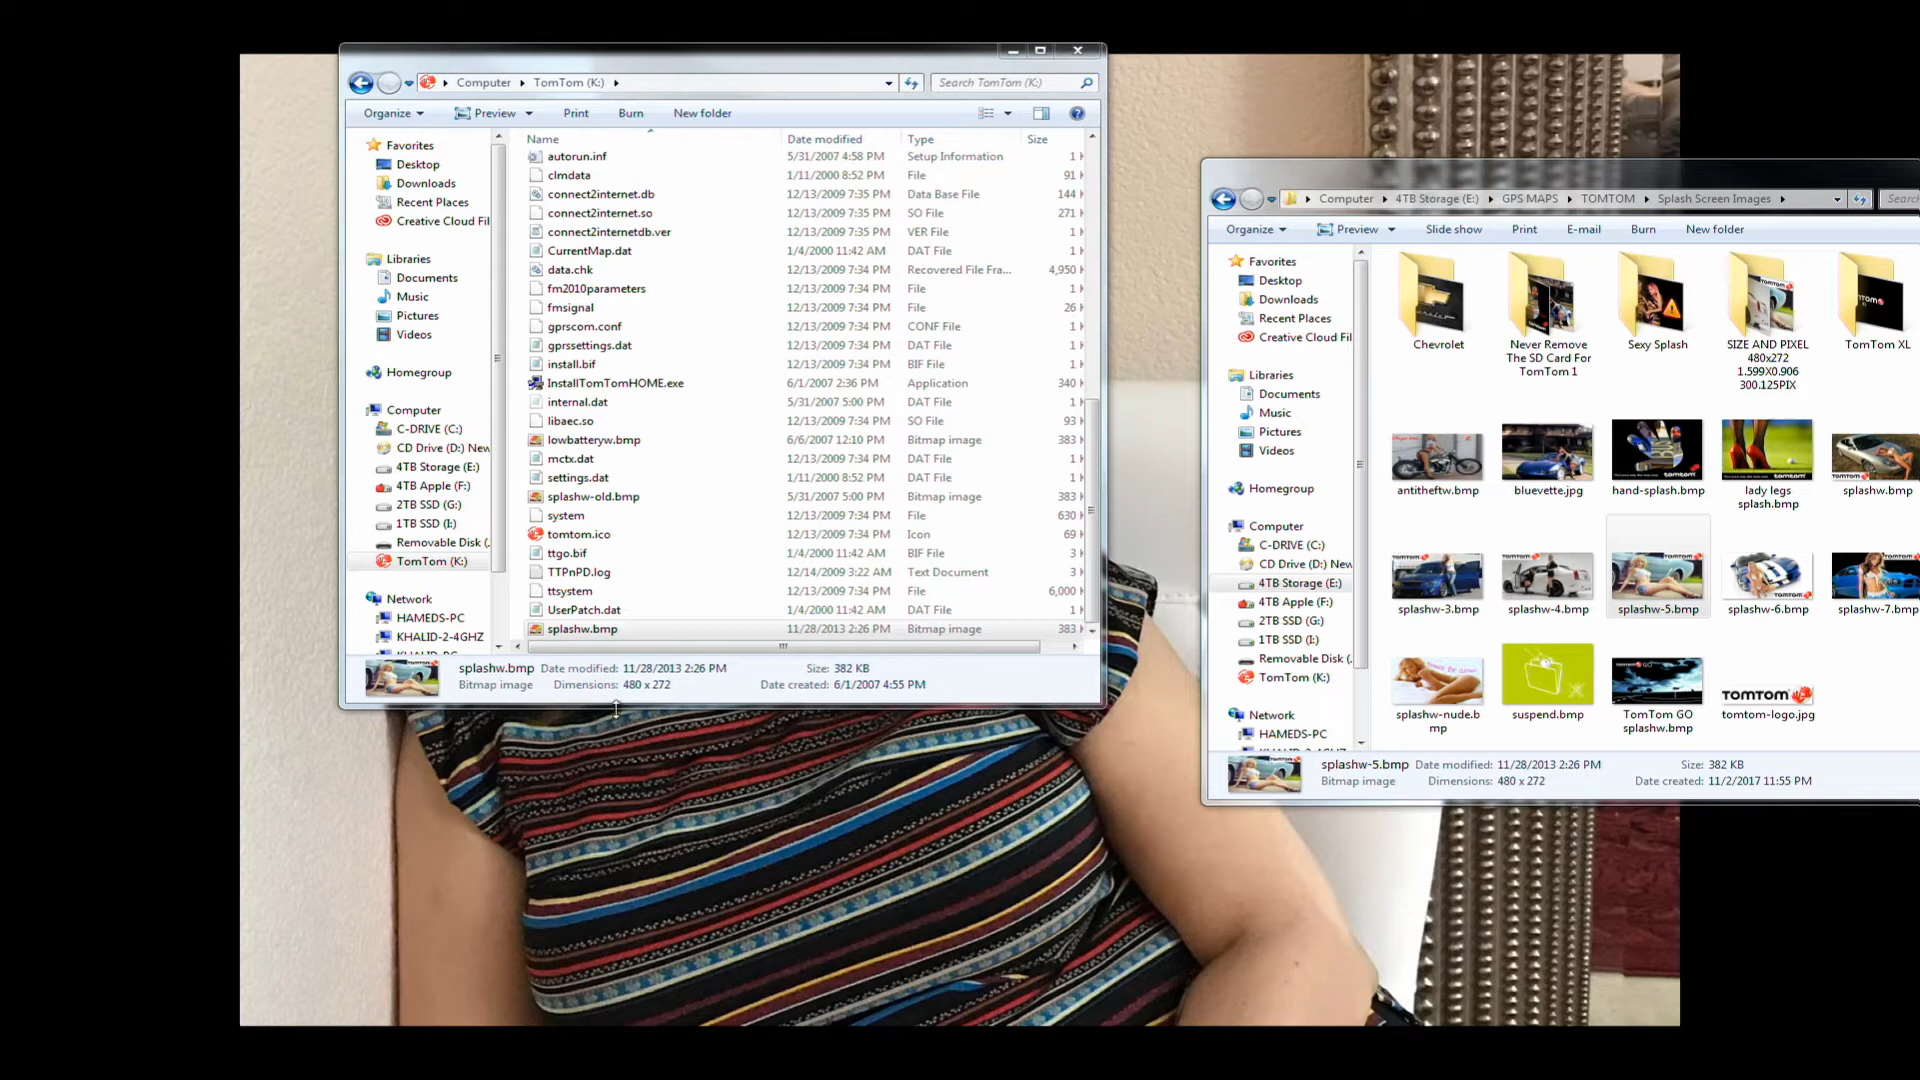 Computer TomTom (K:)
Search TomTom (K:)
Organize Preview Print Burn New folder
Favorites
Desktop
Downloads
Recent Places
Creative Cloud Fil
Libraries
Documents
Music
Pictures
Videos
Homegroup
Computer
C-DRIVE (C:)
CD Drive (D:) New
4TB Storage (E:)
4TB Apple (F:)
2TB SSD (G:)
1TB SSD (I:)
Removable Disk (.
TomTom (K:)
Network
HAMEDS-PC
KHALID-2-4GHZ
Name Date modified Type Size
autorun.inf 5/31/2007 4:58 PM Setup Information 1 K
clmdata 1/11/2000 8:52 PM File 91 K
connect2internet.db 12/13/2009 7:35 PM Data Base File 144 K
connect2internet.so 12/13/2009 7:35 PM SO File 271 K
connect2internetdb.ver 12/13/2009 7:35 PM VER File 1 K
CurrentMap.dat 1/4/2000 11:42 AM DAT File 1 K
data.chk 12/13/2009 7:34 PM Recovered File Fra... 4,950 K
fm2010parameters 12/13/2009 7:34 PM File 1 K
fmsignal 12/13/2009 7:34 PM File 26 K
gprscom.conf 12/13/2009 7:34 PM CONF File 1 K
gprssettings.dat 12/13/2009 7:34 PM DAT File 1 K
install.bif 12/13/2009 7:34 PM BIF File 1 K
InstallTomTomHOME.exe 6/1/2007 2:36 PM Application 340 K
internal.dat 5/31/2007 5:00 PM DAT File 1 K
libaec.so 12/13/2009 7:34 PM SO File 93 K
lowbatteryw.bmp 6/6/2007 12:10 PM Bitmap image 383 K
mctx.dat 12/13/2009 7:34 PM DAT File 1 K
settings.dat 1/11/2000 8:52 PM DAT File 1 K
splashw-old.bmp 5/31/2007 5:00 PM Bitmap image 383 K
system 12/13/2009 7:34 PM File 630 K
tomtom.ico 12/13/2009 7:34 PM Icon 69 K
ttgo.bif 1/4/2000 11:42 AM BIF File 3 K
TTPnPD.log 12/14/2009 3:22 AM Text Document 3 K
ttsystem 12/13/2009 7:34 PM File 6,000 K
UserPatch.dat 1/4/2000 11:42 AM DAT File 1 K
splashw.bmp 11/28/2013 2:26 PM Bitmap image 383 K
splashw.bmp Date modified: 11/28/2013 2:26 PM Size: 382 KB
Bitmap image Dimensions: 480 x 272 Date created: 6/1/2007 4:55 PM
Computer 4TB Storage (E:) GPS MAPS TOMTOM Splash Screen Images
Search
Organize Preview Slide show Print E-mail Burn New folder
Favorites
Desktop
Downloads
Recent Places
Creative Cloud Fil
Libraries
Documents
Music
Pictures
Videos
Homegroup
Computer
C-DRIVE (C:)
CD Drive (D:) New
4TB Storage (E:)
4TB Apple (F:)
2TB SSD (G:)
1TB SSD (I:)
Removable Disk (.
TomTom (K:)
Network
HAMEDS-PC
Chevrolet
Never Remove
The SD Card For
TomTom 1
Sexy Splash
SIZE AND PIXEL
480x272
1.599X0.906
300.125PIX
TomTom XL
antitheftw.bmp
bluevette.jpg
hand-splash.bmp
lady legs
splash.bmp
splashw.bmp
splashw-3.bmp
splashw-4.bmp
splashw-5.bmp
splashw-6.bmp
splashw-7.bmp
splashw-nude.b
mp
suspend.bmp
TomTom GO
splashw.bmp
TOMTOM
tomtom-logo.jpg
splashw-5.bmp Date modified: 11/28/2013 2:26 PM Size: 382 KB
Bitmap image Dimensions: 480 x 272 Date created: 11/2/2017 11:55 PM